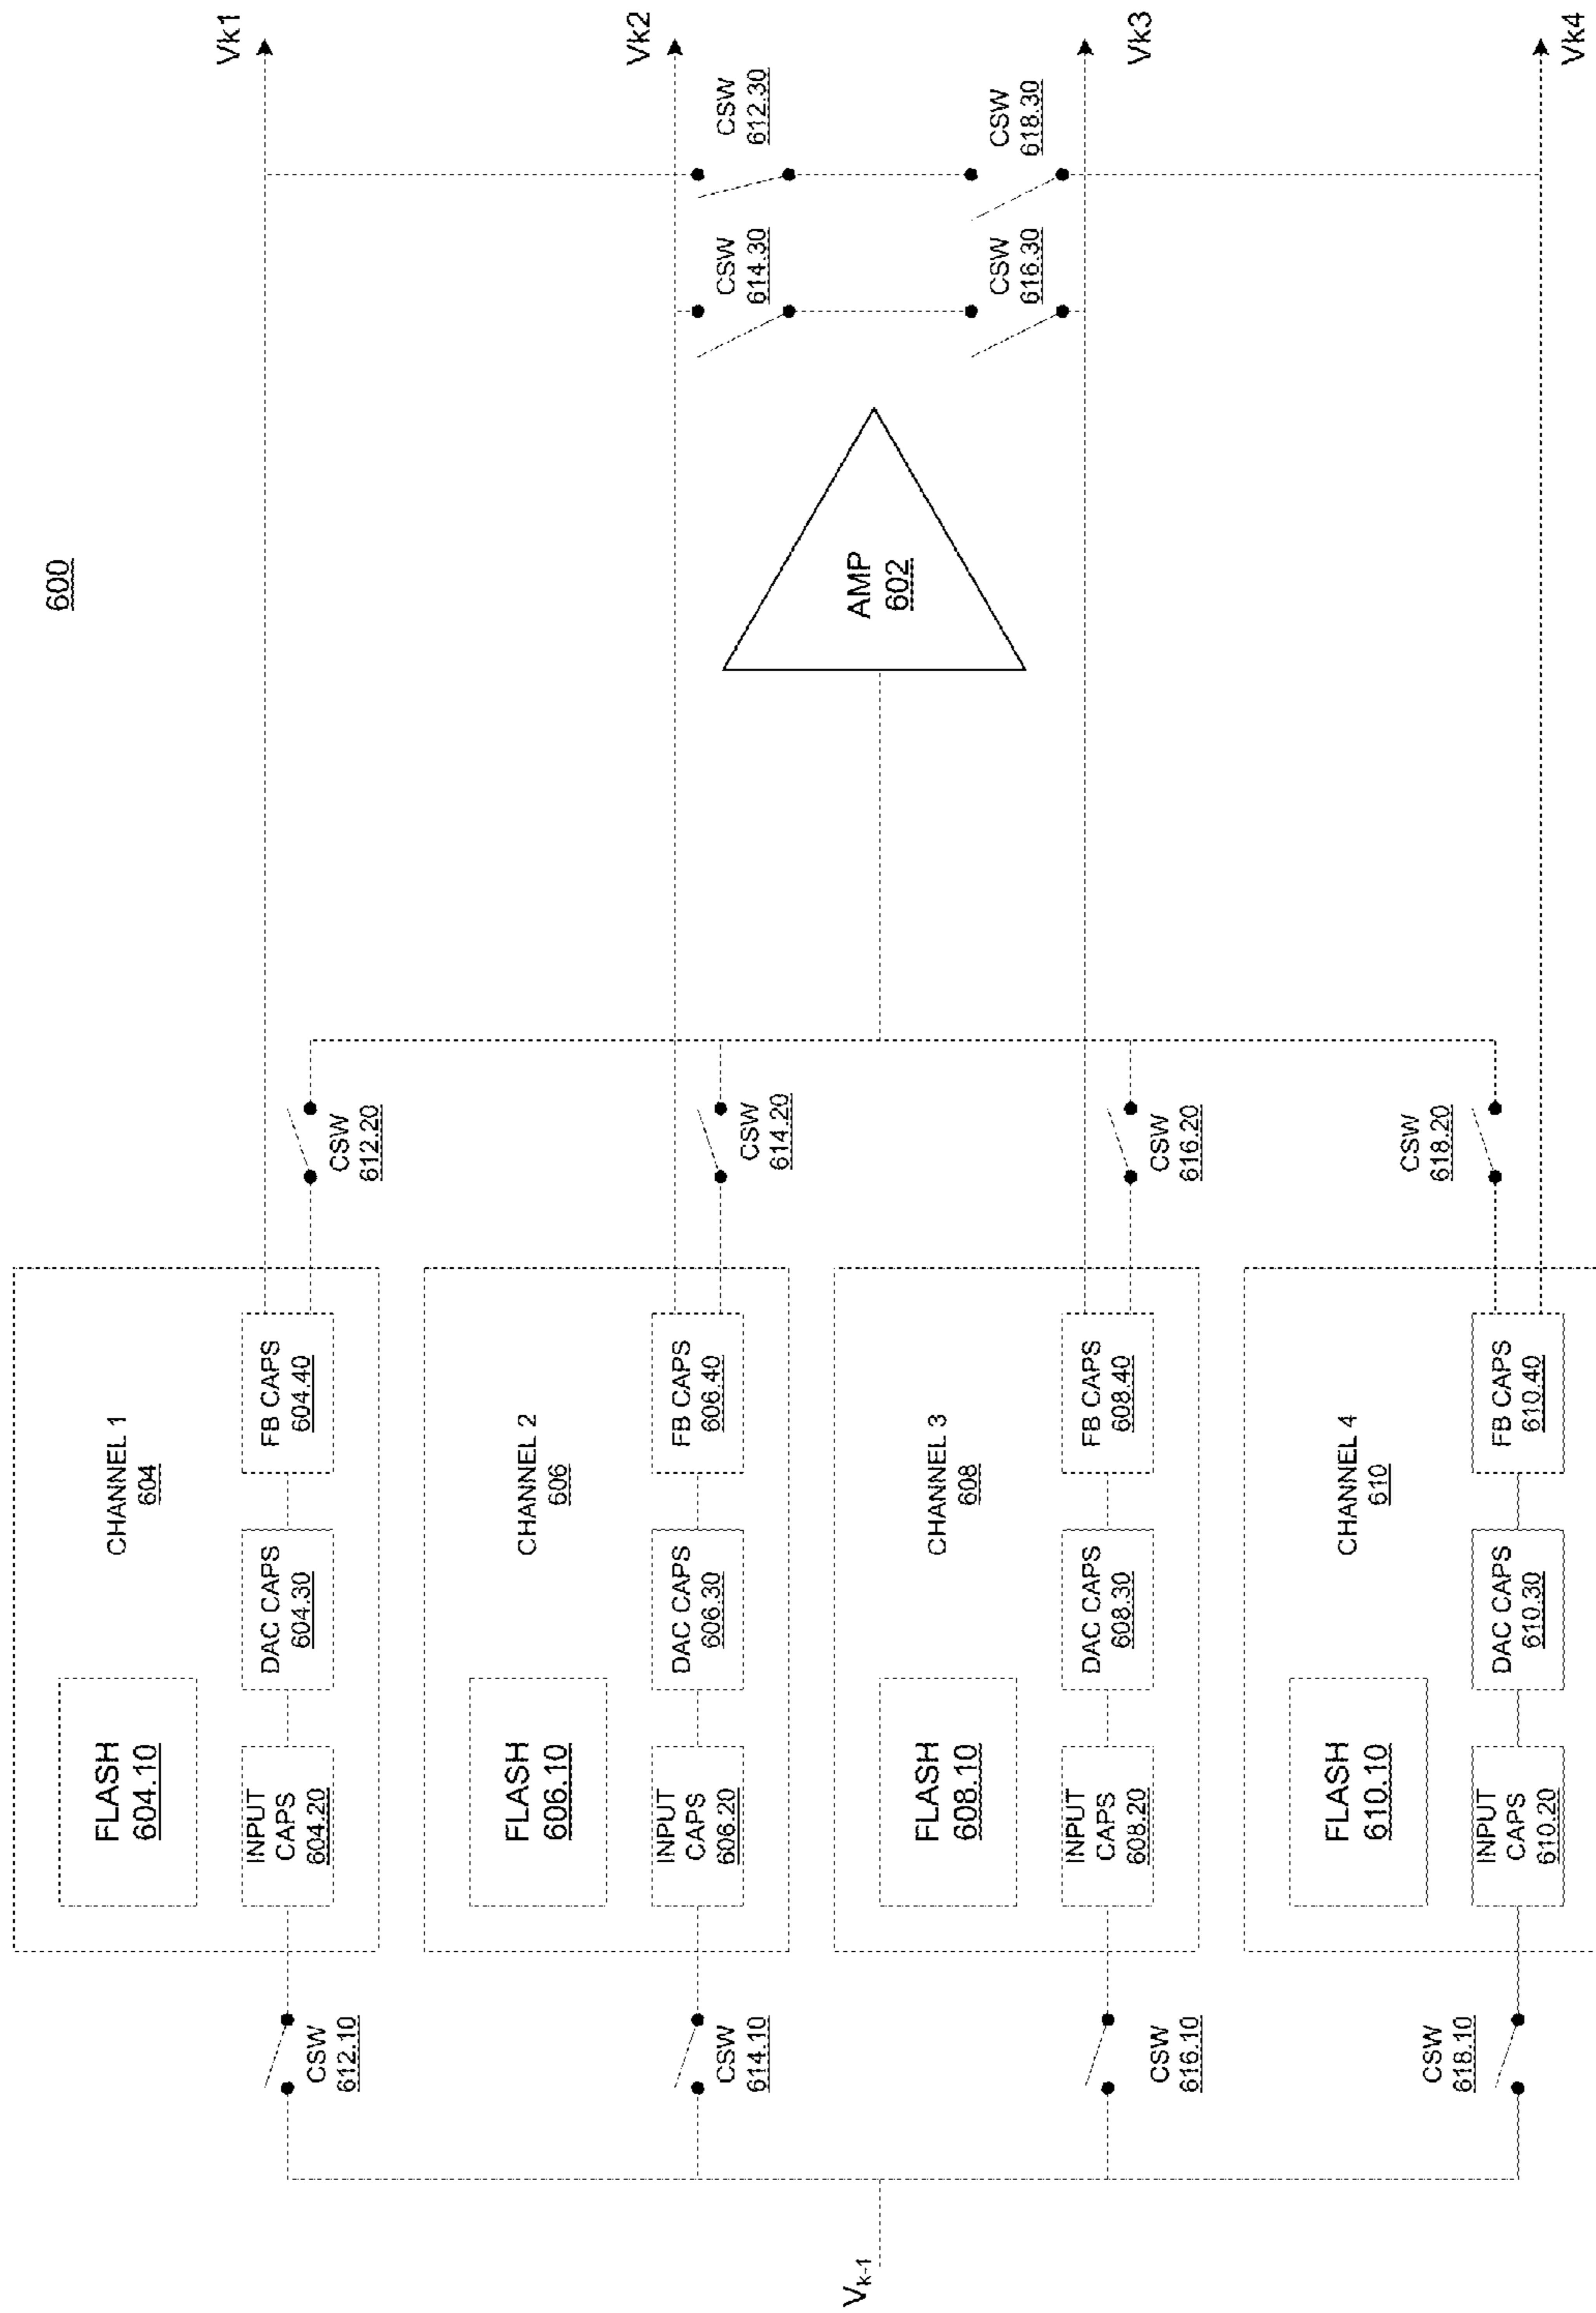 600
CHANNEL 1
604
FLASH
604.10
INPUT
CAPS
604.20
DAC CAPS
604.30
FB CAPS
604.40
CSW
612.10
CSW
612.20
Vk1
CHANNEL 2
606
FLASH
606.10
INPUT
CAPS
606.20
DAC CAPS
606.30
FB CAPS
606.40
CSW
614.10
CSW
614.20
Vk2
Vk-1
AMP
602
CSW
614.30
CSW
612.30
CSW
616.30
CSW
618.30
CHANNEL 3
608
FLASH
608.10
INPUT
CAPS
608.20
DAC CAPS
608.30
FB CAPS
608.40
CSW
616.10
CSW
616.20
Vk3
CHANNEL 4
610
FLASH
610.10
INPUT
CAPS
610.20
DAC CAPS
610.30
FB CAPS
610.40
CSW
618.10
CSW
618.20
Vk4